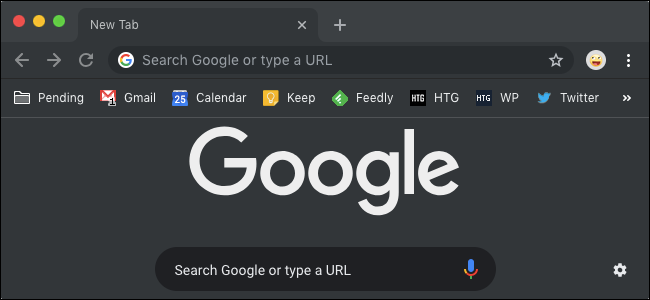 New Tab
Search Google or type a URL
Pending 1 Gmail 25 Calendar Keep Feedly HTG HTG HTG WP Twitter »
Google
Search Google or type a URL